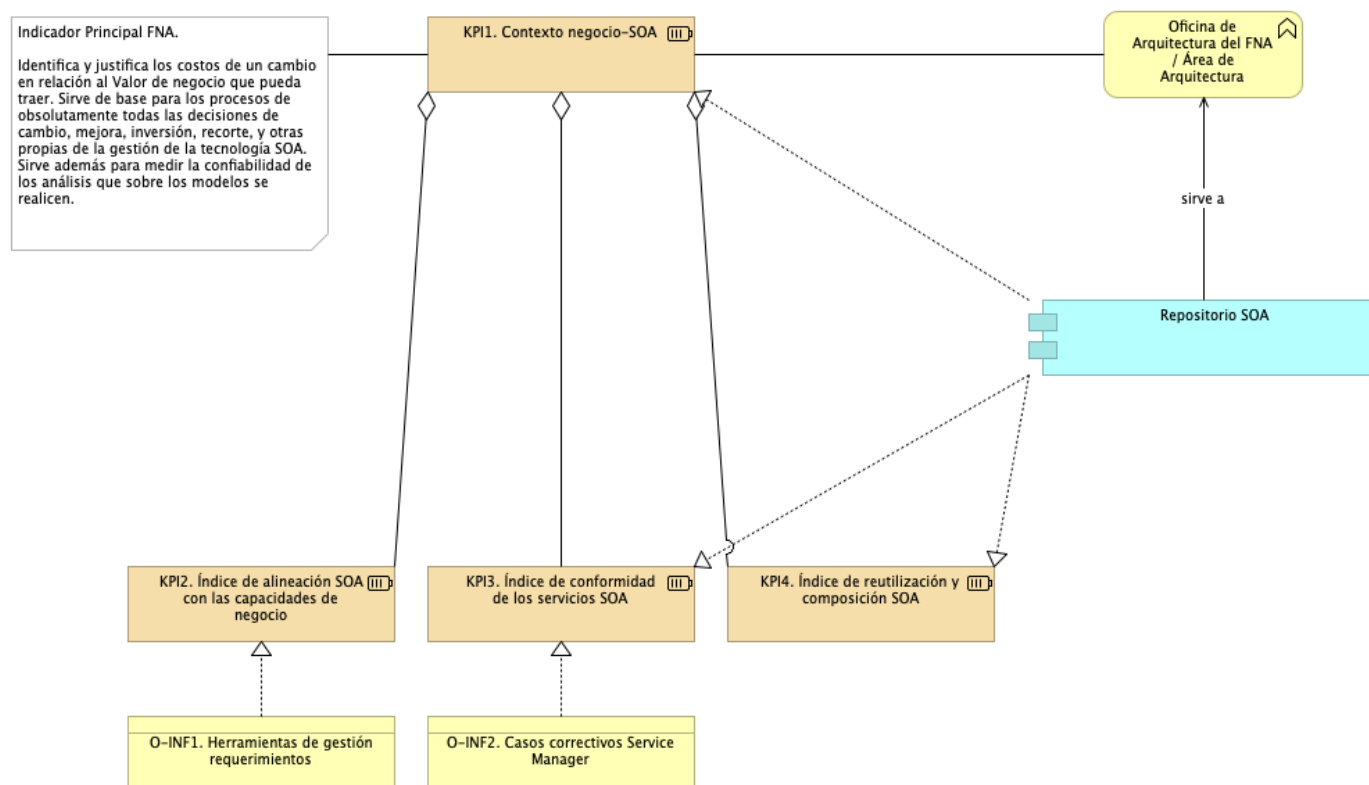 Indicador Principal FNA.
Identifica y justifica los costos de un cambio
en relación al Valor de negocio que pueda
traer. Sirve de base para los procesos de
obsolutamente todas las decisiones de
cambio, mejora, inversión, recorte, y otras
propias de la gestión de la tecnología SOA.
Sirve además para medir la confiabilidad de
los análisis que sobre los modelos se
realicen.
KPI1. Contexto negocio-SOA
Oficina de
Arquitectura del FNA
/ Área de
Arquitectura
sirve a
Repositorio SOA
KPI2. Índice de alineación SOA
con las capacidades de
negocio
KPI3. Índice de conformidad
de los servicios SOA
KPI4. Índice de reutilización y
composición SOA
O-INF1. Herramientas de gestión
requerimientos
O-INF2. Casos correctivos Service
Manager